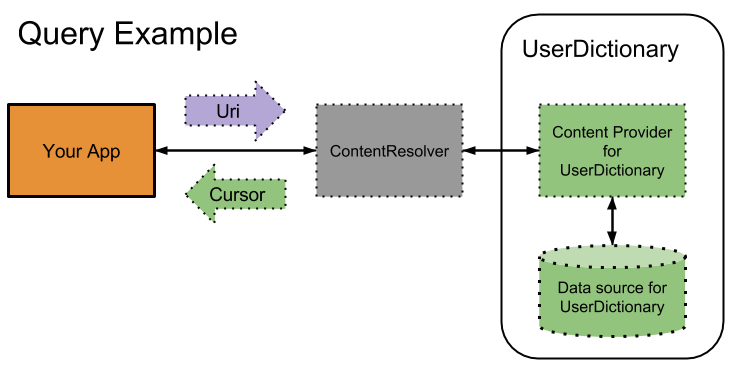 Query Example
UserDictionary
Uri
Your App
ContentResolver
Cursor
Content Provider
for
UserDictionary
Data source for
UserDictionary